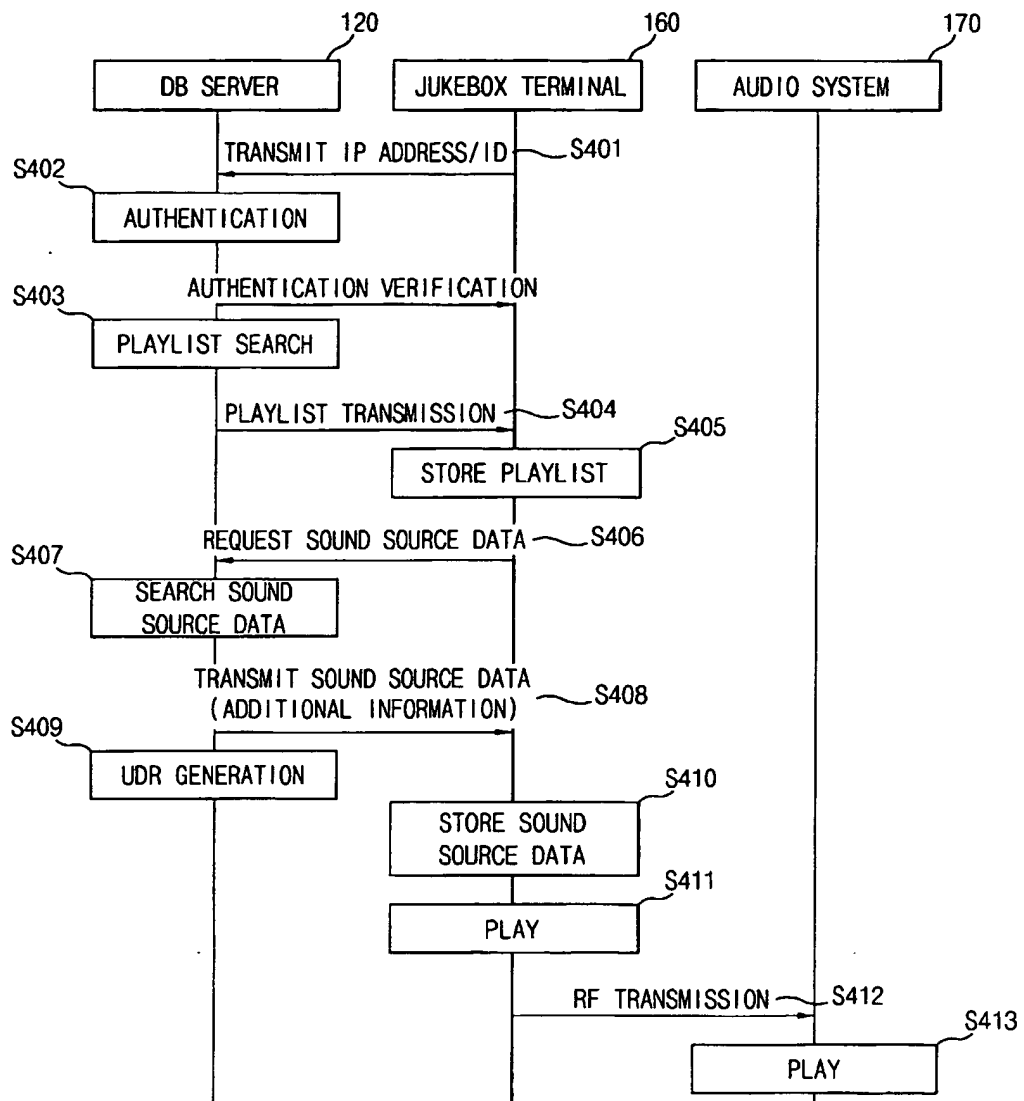 120
160
170
DB SERVER
JUKEBOX TERMINAL
AUDIO SYSTEM
TRANSMIT IP ADDRESS/ID
S401
S402
AUTHENTICATION
AUTHENTICATION VERIFICATION
S403
PLAYLIST SEARCH
PLAYLIST TRANSMISSION
S404
S405
STORE PLAYLIST
REQUEST SOUND SOURCE DATA
S406
S407
SEARCH SOUND
SOURCE DATA
TRANSMIT SOUND SOURCE DATA
(ADDITIONAL INFORMATION)
S408
S409
UDR GENERATION
S410
STORE SOUND
SOURCE DATA
S411
PLAY
RF TRANSMISSION
S412
S413
PLAY